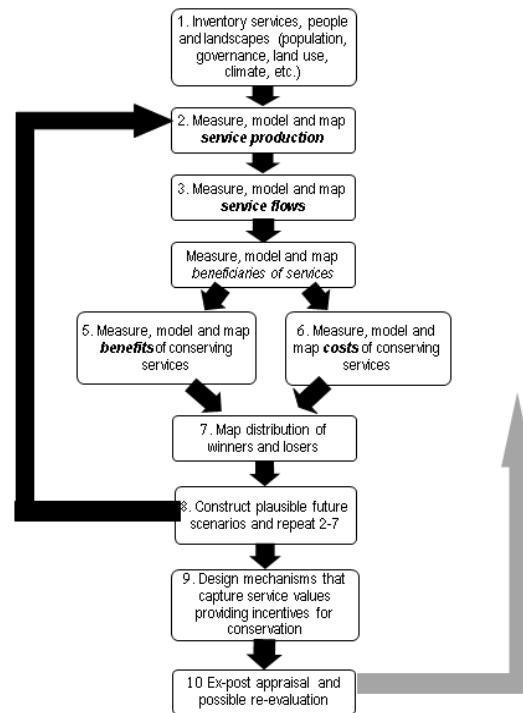 1. Inventory services, people
and landscapes (population,
governance, land use,
climate, etc.)
2. Measure, model and map
service production
3. Measure, model and map
service flows
Measure, model and map
beneficiaries of services
5. Measure, model and map
benefits of conserving
services
6. Measure, model and
map costs of conserving
services
7. Map distribution of
winners and losers
8. Construct plausible future
scenarios and repeat 2-7
9. Design mechanisms that
capture service values
providing incentives for
conservation
10 Ex-post appraisal and
possible re-evaluation